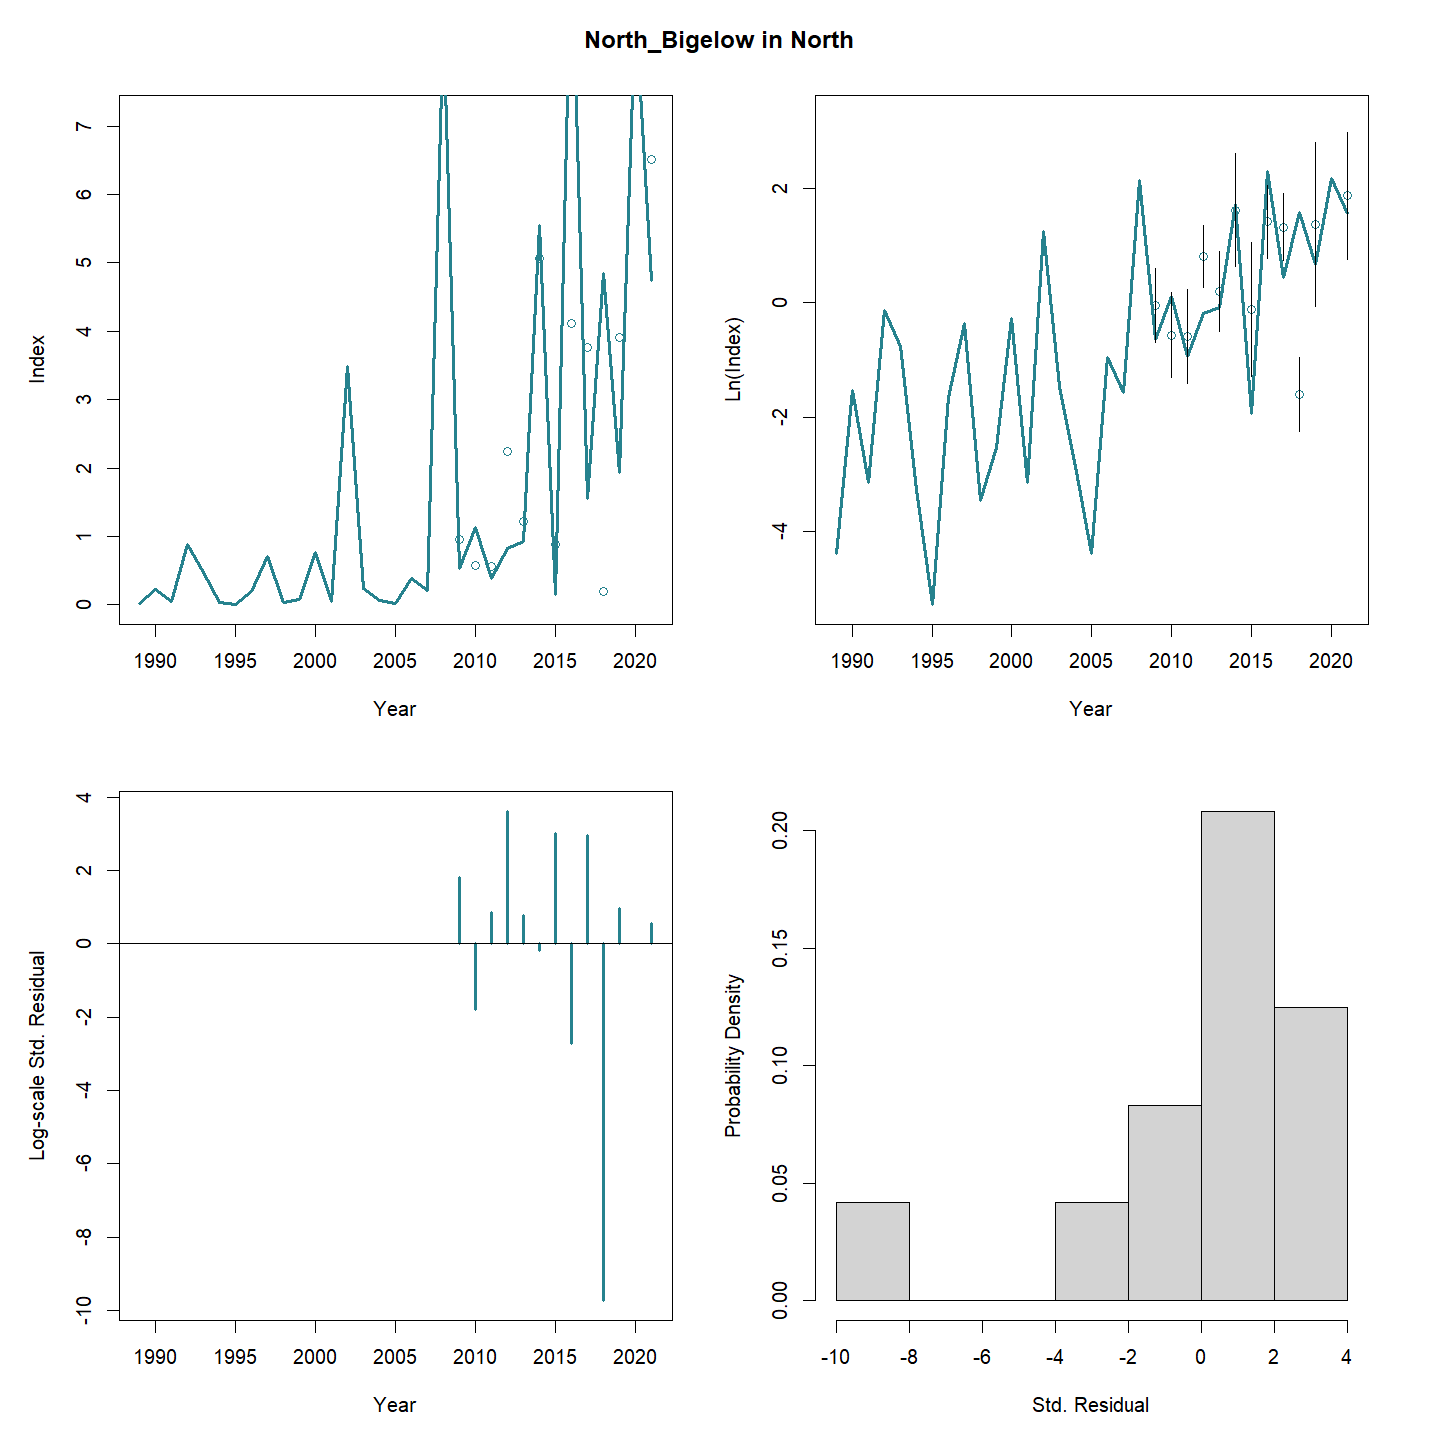 North_Bigelow in North
Index
7
6
5
4
3
2
1
0
1990 1995 2000 2005 2010 2015 2020
Year
Ln(Index)
2
0
-2
-4
1990 1995 2000 2005 2010 2015 2020
Year
Log-scale Std. Residual
4
2
0
-2
-4
-6
-8
-10
1990 1995 2000 2005 2010 2015 2020
Year
Probability Density
0.20
0.15
0.10
0.05
0.00
-10 -8 -6 -4 -2 0 2 4
Std. Residual